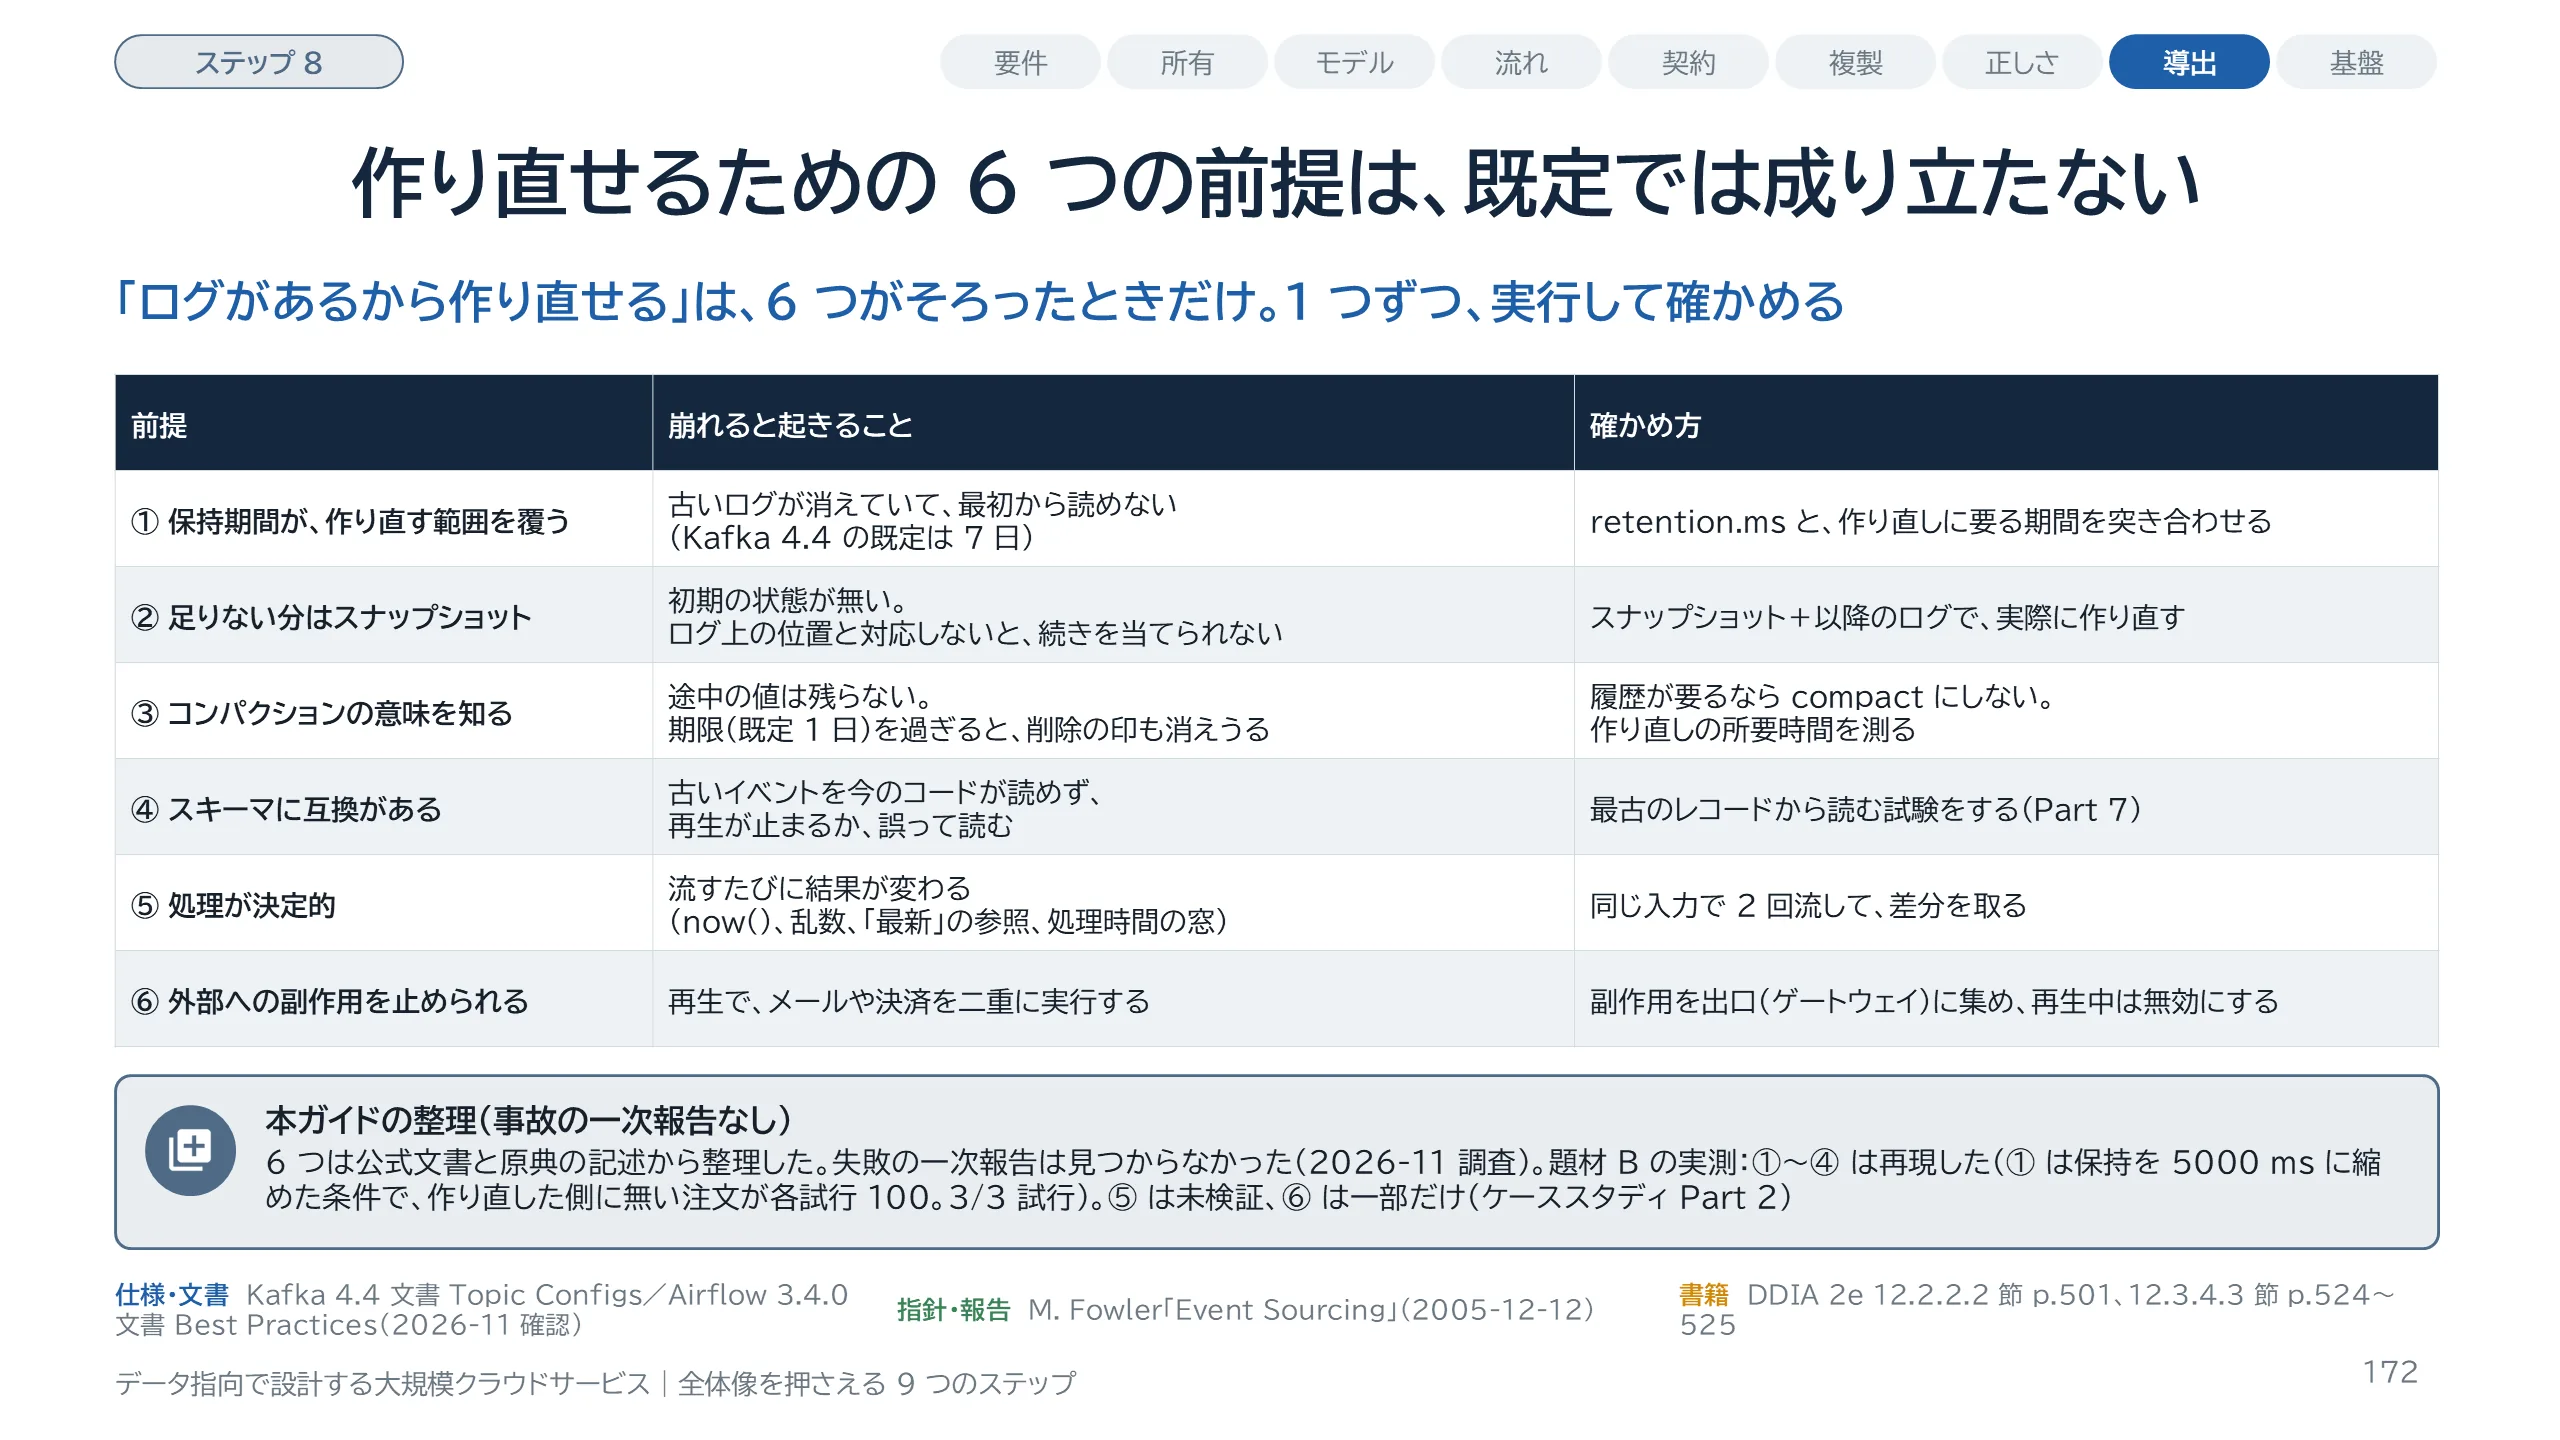 ステップ 8
要件
所有
モデル
流れ
契約
複製
正しさ
導出
基盤
作り直せるための 6 つの前提は、既定では成り立たない
「ログがあるから作り直せる」は、6 つがそろったときだけ。1 つずつ、実行して確かめる
前提
崩れると起きること
確かめ方
① 保持期間が、作り直す範囲を覆う
古いログが消えていて、最初から読めない
（Kafka 4.4 の既定は 7 日）
retention.ms と、作り直しに要る期間を突き合わせる
② 足りない分はスナップショット
初期の状態が無い。
ログ上の位置と対応しないと、続きを当てられない
スナップショット＋以降のログで、実際に作り直す
③ コンパクションの意味を知る
途中の値は残らない。
期限（既定 1 日）を過ぎると、削除の印も消えうる
履歴が要るなら compact にしない。
作り直しの所要時間を測る
④ スキーマに互換がある
古いイベントを今のコードが読めず、
再生が止まるか、誤って読む
最古のレコードから読む試験をする（Part 7）
⑤ 処理が決定的
流すたびに結果が変わる
（now()、乱数、「最新」の参照、処理時間の窓）
同じ入力で 2 回流して、差分を取る
⑥ 外部への副作用を止められる
再生で、メールや決済を二重に実行する
副作用を出口（ゲートウェイ）に集め、再生中は無効にする
本ガイドの整理（事故の一次報告なし）
6 つは公式文書と原典の記述から整理した。失敗の一次報告は見つからなかった（2026-11 調査）。題材 B の実測：①～④ は再現した（① は保持を 5000 ms に縮
めた条件で、作り直した側に無い注文が各試行 100。3/3 試行）。⑤ は未検証、⑥ は一部だけ（ケーススタディ Part 2）
仕様・文書 Kafka 4.4 文書 Topic Configs／Airflow 3.4.0
文書 Best Practices（2026-11 確認）
指針・報告 M. Fowler「Event Sourcing」（2005-12-12）
書籍 DDIA 2e 12.2.2.2 節 p.501、12.3.4.3 節 p.524～
525
データ指向で設計する大規模クラウドサービス｜全体像を押さえる 9 つのステップ
172